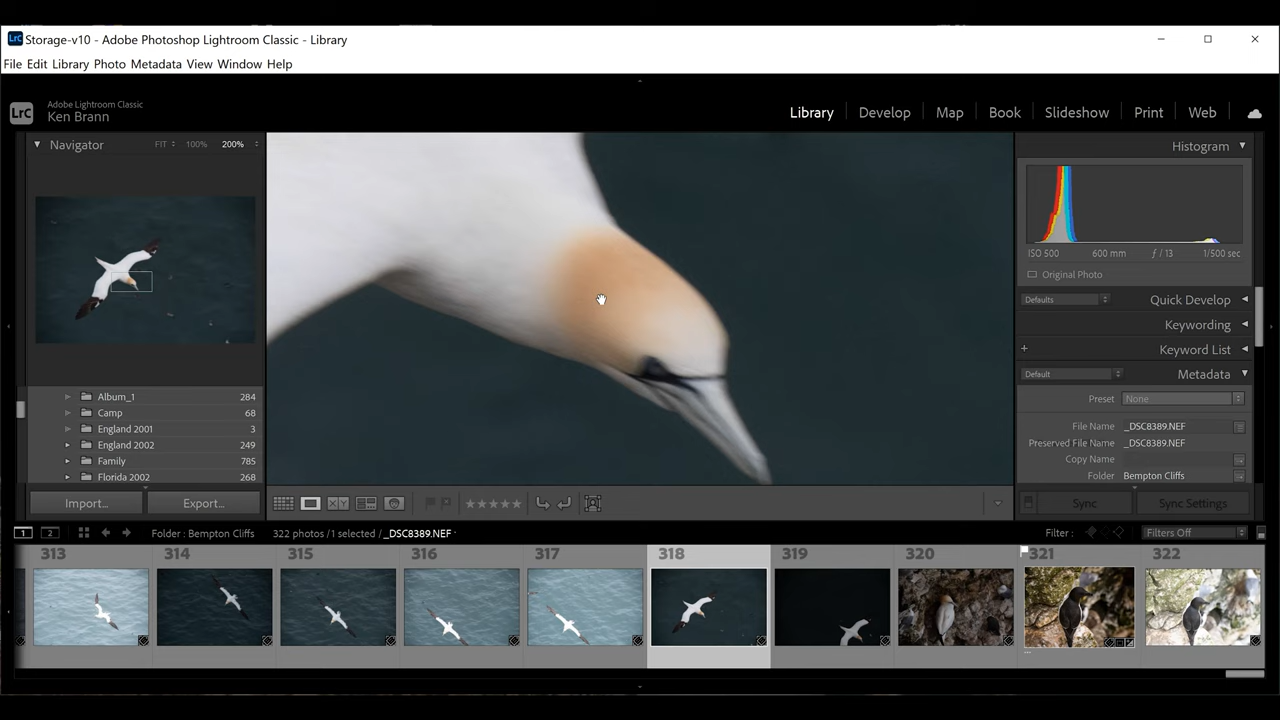 LrC Storage-v10 - Adobe Photoshop Lightroom Classic - Library
File Edit Library Photo Metadata View Window Help
LrC Adobe Lightroom Classic
Ken Brann
Library Develop Map Book Slideshow Print Web
Navigator FIT 100% 200%
Histogram
ISO 500 600 mm ƒ / 13 1/500 sec
Original Photo
Defaults Quick Develop
Keywording
+ Keyword List
Default Metadata
Preset None
File Name _DSC8389.NEF
Preserved File Name _DSC8389.NEF
Copy Name
Folder Bempton Cliffs
Album_1 284
Camp 68
England 2001 3
England 2002 249
Family 785
Florida 2002 268
Import... Export...
XY
Sync Sync Settings
1 2 Folder : Bempton Cliffs 322 photos / 1 selected / _DSC8389.NEF
Filter : Filters Off
313 314 315 316 317 318 319 320 321 322